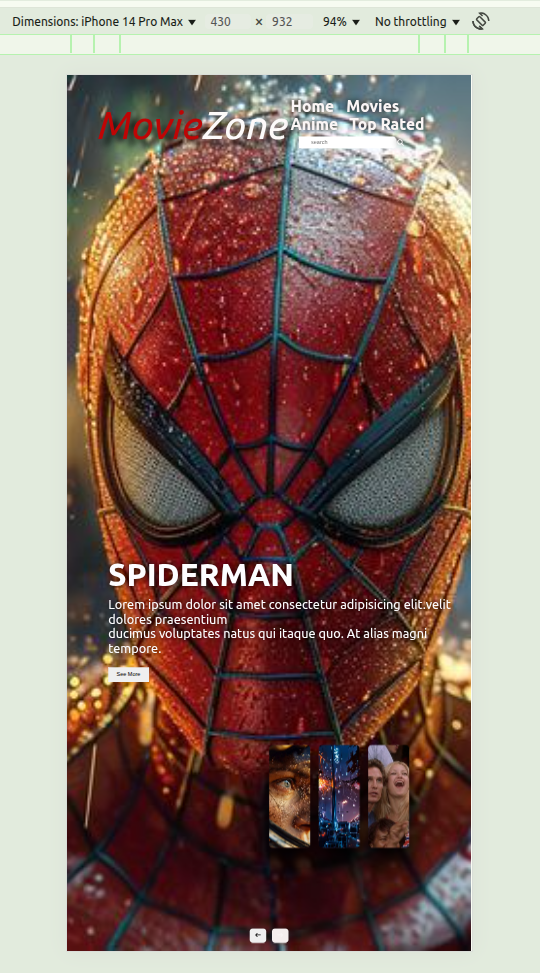 Dimensions: iPhone 14 Pro Max 430 × 932 94% No throttling
MovieZone
Home Movies
Anime Top Rated
search
SPIDERMAN
Lorem ipsum dolor sit amet consectetur adipisicing elit.velit
dolores praesentium
ducimus voluptates natus qui itaque quo. At alias magni
tempore.
See More
←